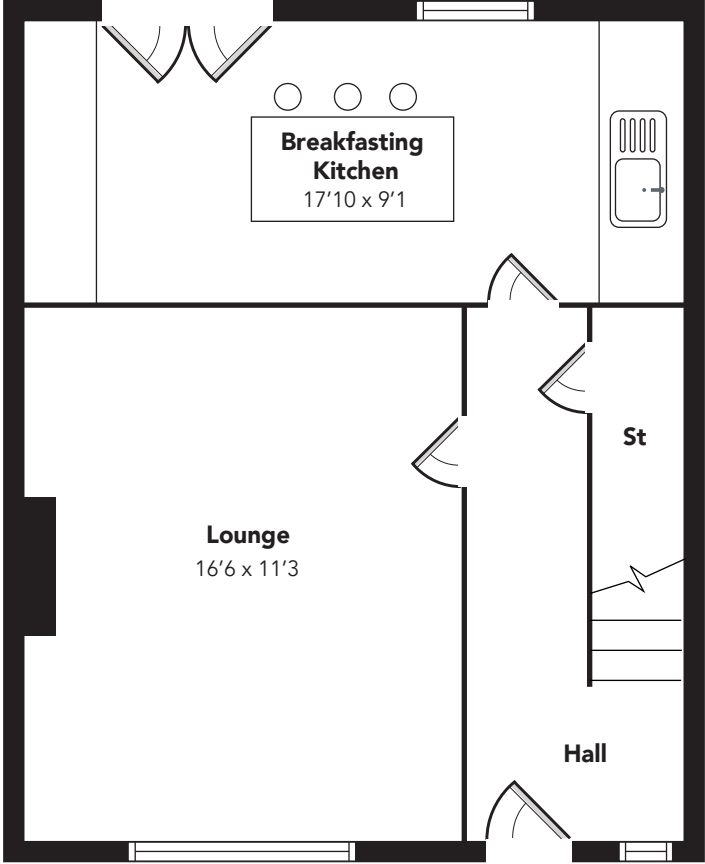 Breakfasting
Kitchen
17’10 x 9’1
St
Lounge
16’6 x 11’3
Hall